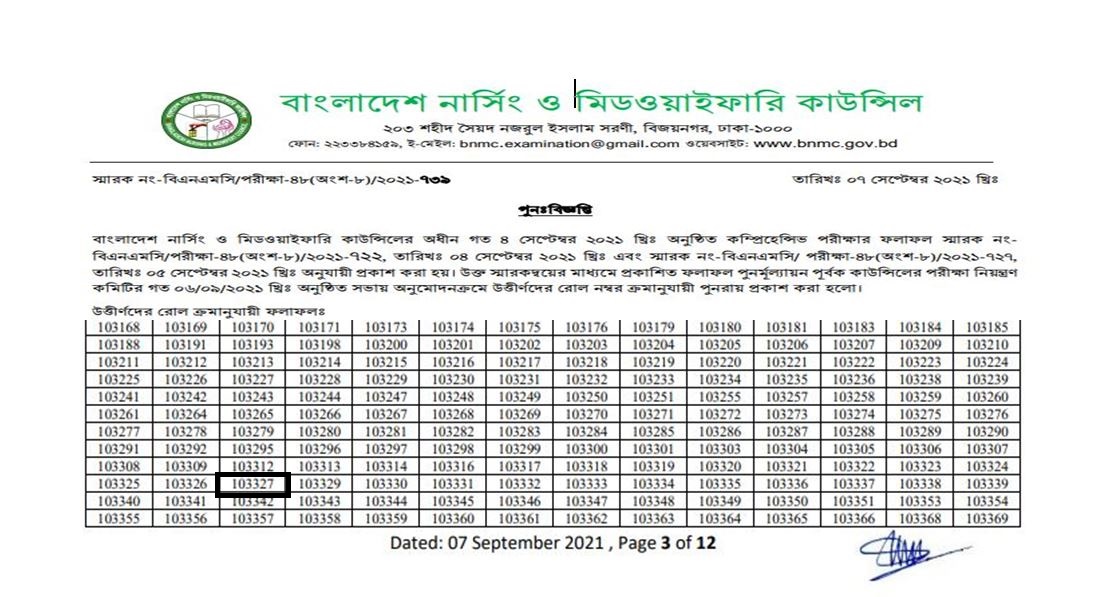 বাংলাদেশ নার্সিং ও মিডওয়াইফারি কাউন্সিল
২০৩ শহীদ সৈয়দ নজরুল ইসলাম সরণী, বিজয়নগর, ঢাকা-১০০০
ফোন: ২২৩৩৮৪১৫৯, ই-মেইল: bnmc.examination@gmail.com ওয়েবসাইট: www.bnmc.gov.bd
স্মারক নং-বিএনএমসি/পরীক্ষা-৪৮(অংশ-৮)/২০২১-৭৩৯ তারিখঃ ০৭ সেপ্টেম্বর ২০২১ খ্রিঃ
পুনঃবিজ্ঞপ্তি
বাংলাদেশ নার্সিং ও মিডওয়াইফারি কাউন্সিলের অধীন গত ৪ সেপ্টেম্বর ২০২১ খ্রিঃ অনুষ্ঠিত কম্প্রিহেন্সিভ পরীক্ষার ফলাফল স্মারক নং-
বিএনএমসি/পরীক্ষা-৪৮(অংশ-৮)/২০২১-৭২২, তারিখঃ ০৪ সেপ্টেম্বর ২০২১ খ্রিঃ এবং স্মারক নং-বিএনএমসি/ পরীক্ষা-৪৮(অংশ-৮)/২০২১-৭২৭,
তারিখঃ ০৫ সেপ্টেম্বর ২০২১ খ্রিঃ অনুযায়ী প্রকাশ করা হয়। উক্ত স্মারকদ্বয়ের মাধ্যমে প্রকাশিত ফলাফল পুনর্মূল্যায়ন পূর্বক কাউন্সিলের পরীক্ষা নিয়ন্ত্রণ
কমিটির গত ০৬/০৯/২০২১ খ্রিঃ অনুষ্ঠিত সভায় অনুমোদনক্রমে উত্তীর্ণদের রোল নম্বর ক্রমানুযায়ী পুনরায় প্রকাশ করা হলো।
উত্তীর্ণদের রোল ক্রমানুযায়ী ফলাফলঃ
103168 103169 103170 103171 103173 103174 103175 103176 103179 103180 103181 103183 103184 103185
103188 103191 103193 103198 103200 103201 103202 103203 103204 103205 103206 103207 103209 103210
103211 103212 103213 103214 103215 103216 103217 103218 103219 103220 103221 103222 103223 103224
103225 103226 103227 103228 103229 103230 103231 103232 103233 103234 103235 103236 103238 103239
103241 103242 103243 103244 103247 103248 103249 103250 103251 103255 103257 103258 103259 103260
103261 103264 103265 103266 103267 103268 103269 103270 103271 103272 103273 103274 103275 103276
103277 103278 103279 103280 103281 103282 103283 103284 103285 103286 103287 103288 103289 103290
103291 103292 103295 103296 103297 103298 103299 103300 103301 103303 103304 103305 103306 103307
103308 103309 103312 103313 103314 103316 103317 103318 103319 103320 103321 103322 103323 103324
103325 103326 103327 103329 103330 103331 103332 103333 103334 103335 103336 103337 103338 103339
103340 103341 103342 103343 103344 103345 103346 103347 103348 103349 103350 103351 103353 103354
103355 103356 103357 103358 103359 103360 103361 103362 103363 103364 103365 103366 103368 103369
Dated: 07 September 2021 , Page 3 of 12